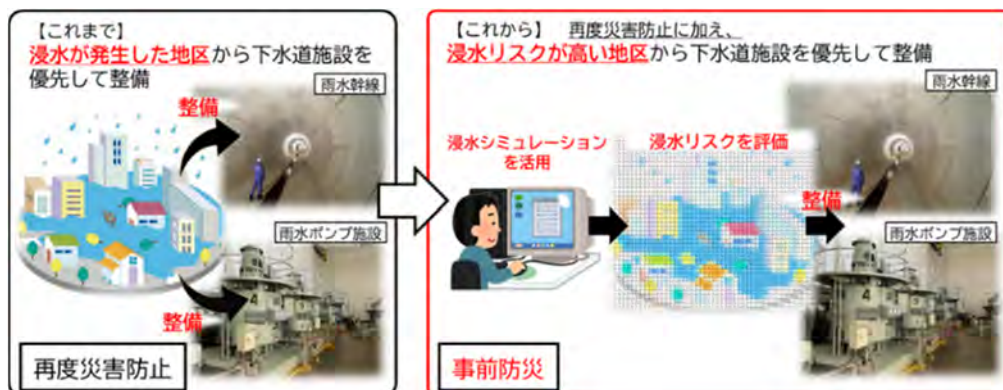 【これまで】
浸水が発生した地区から下水道施設を
優先して整備
雨水幹線
整備
雨水ポンプ施設
整備
再度災害防止
【これから】 再度災害防止に加え、
浸水リスクが高い地区から下水道施設を優先して整備
雨水幹線
浸水シミュレーション
を活用
浸水リスクを評価
整備
雨水ポンプ施設
事前防災
4
4